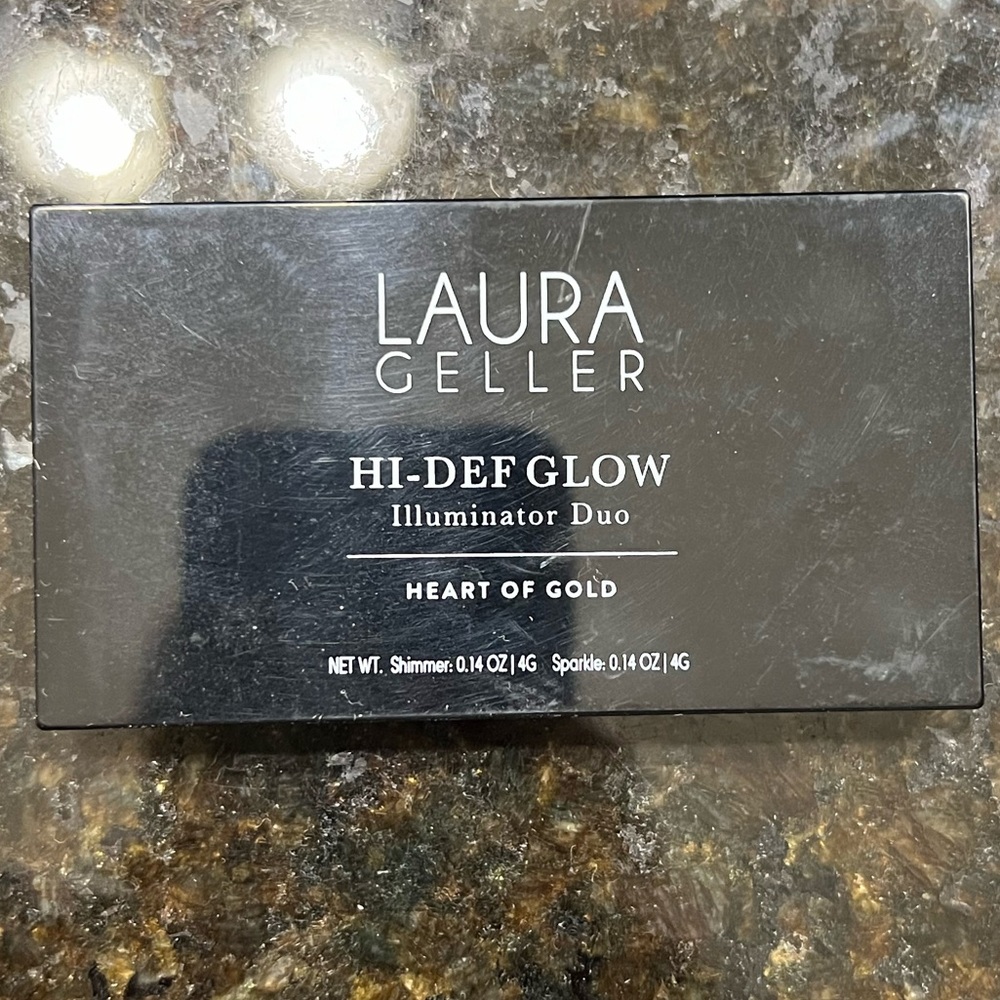 LAURA
GELLER
HI-DEF GLOW
Illuminator Duo
HEART OF GOLD
NET WT. Shimmer: 0.14 OZ | 4G Sparkle: 0.14 OZ | 4G